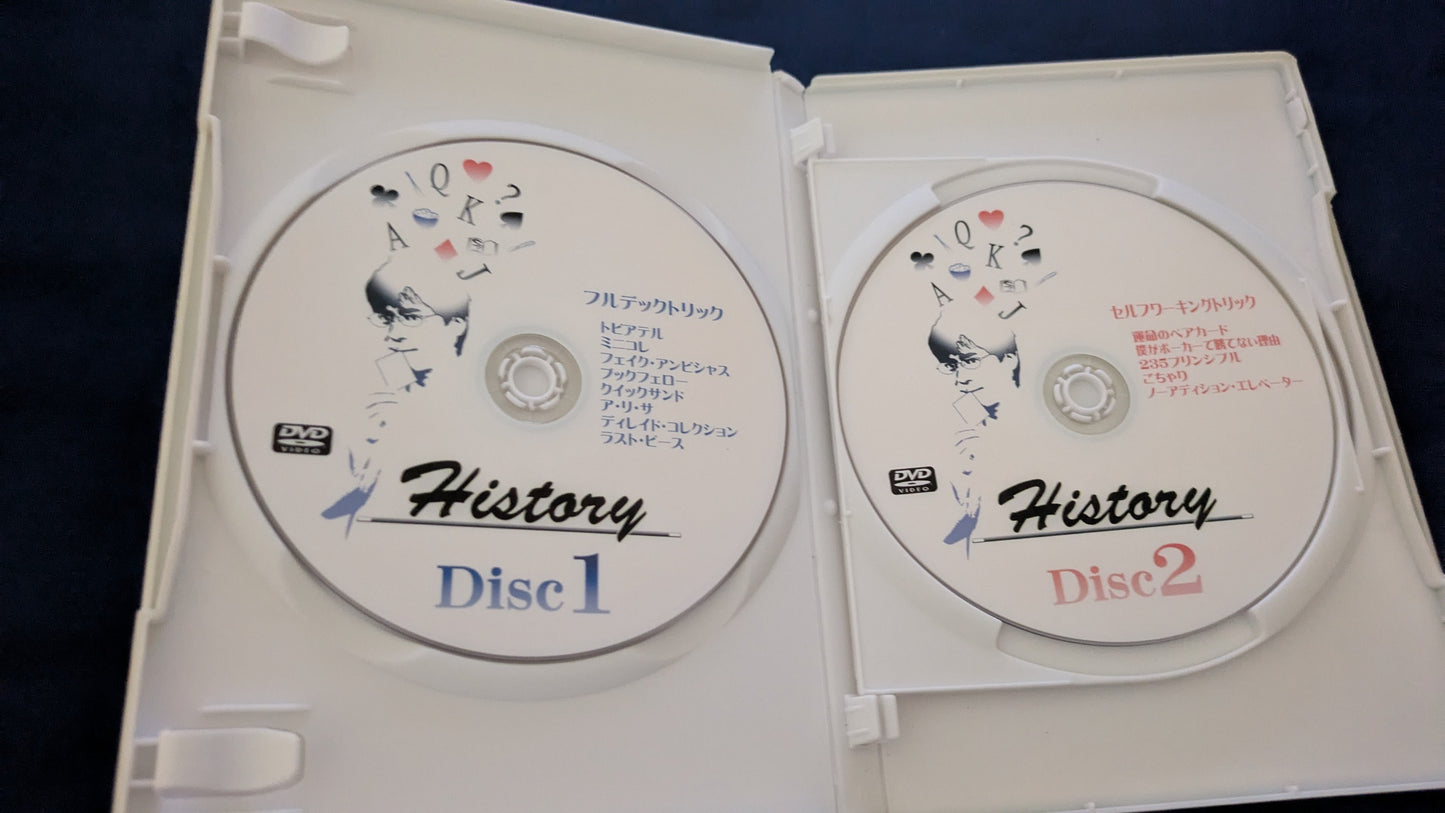 A
Q
K
J
?
フルデックトリック
トビアテル
ミニコレ
フェイク・アンビシャス
ブックフェロー
クイックサンド
ア・リ・サ
ディレイド・コレクション
ラスト・ピース
DVD
VIDEO
History
Disc1
A
Q
K
J
?
セルフワーキングトリック
運命のペアカード
僕がポーカーで勝てない理由
235プリンシプル
ごちゃり
ノーアディション・エレベーター
DVD
VIDEO
History
Disc2